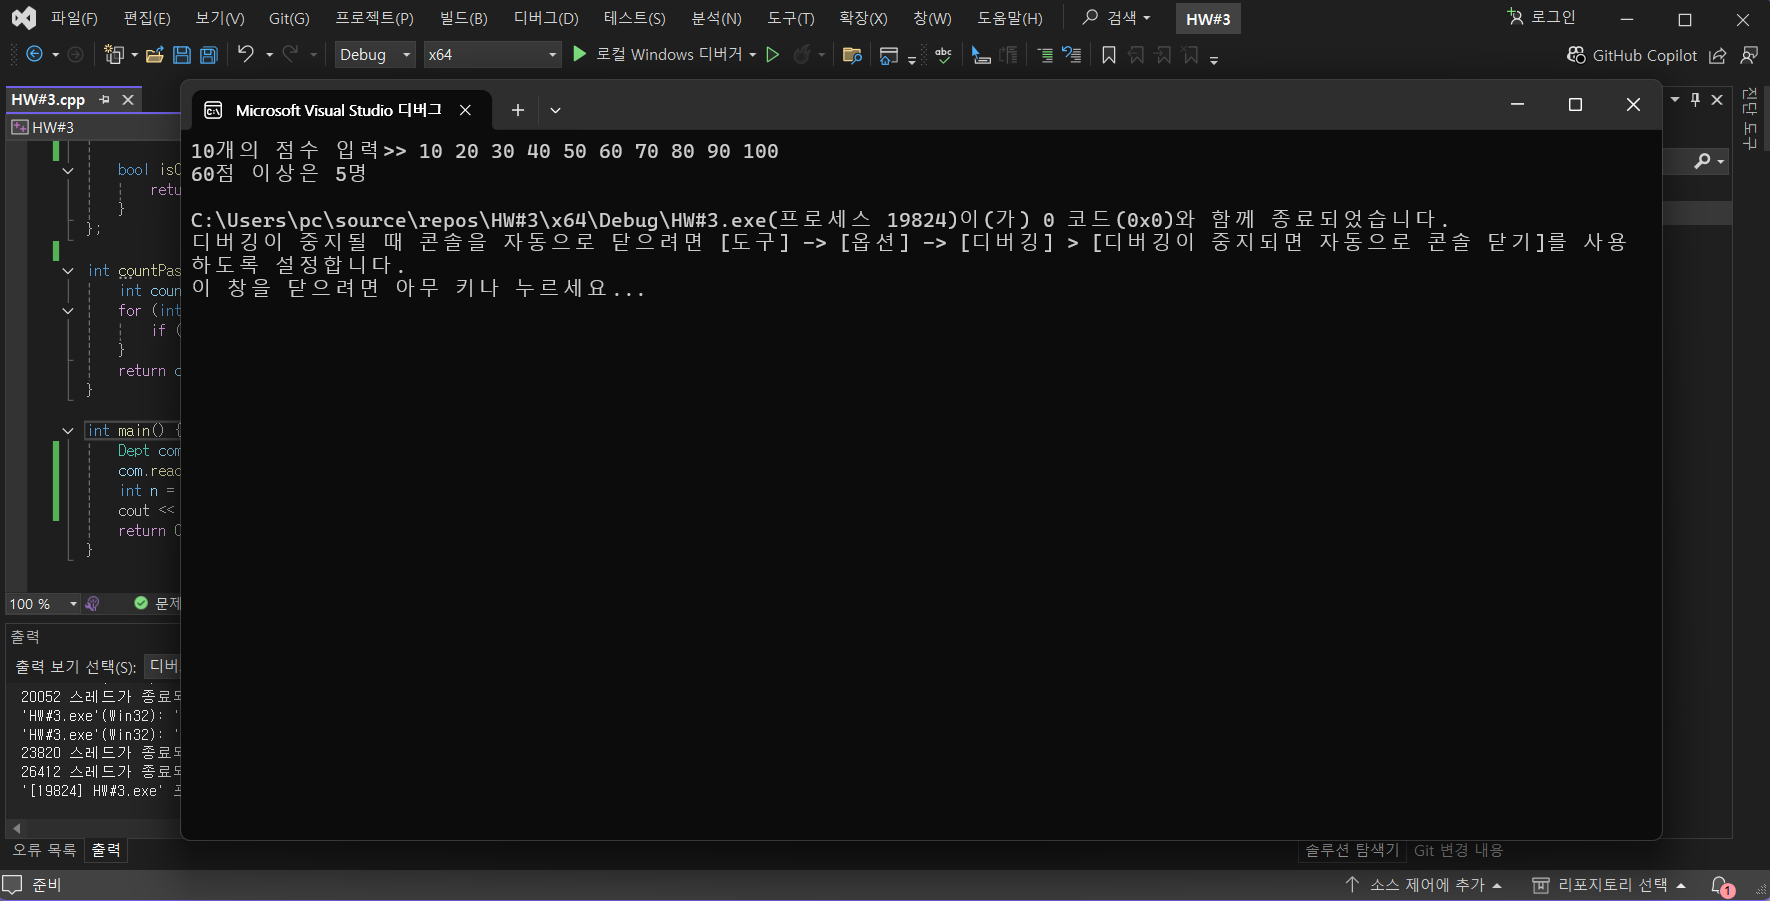 파일(F) 편집(E) 보기(V) Git(G) 프로젝트(P) 빌드(B) 디버그(D) 테스트(S) 분석(N) 도구(T) 확장(X) 창(W) 도움말(H) 검색 HW#3 로그인
Debug x64 로컬 Windows 디버거 GitHub Copilot
HW#3.cpp
HW#3
bool
};
int countPas
int coun
for (int
if (
}
return c
}
int main() {
Dept com
com.read
int n =
cout <<
return 0
}
100 % 문제
출력
출력 보기 선택(S): 디버
20052 스레드가 종료되
'HW#3.exe'(Win32): '
'HW#3.exe'(Win32): '
23820 스레드가 종료되
26412 스레드가 종료되
'[19824] HW#3.exe' 프
오류 목록 출력
Microsoft Visual Studio 디버그
10개의 점수 입력>> 10 20 30 40 50 60 70 80 90 100
60점 이상은 5명
C:\Users\pc\source\repos\HW#3\x64\Debug\HW#3.exe(프로세스 19824)이(가) 0 코드(0x0)와 함께 종료되었습니다.
디버깅이 중지될 때 콘솔을 자동으로 닫으려면 [도구] -> [옵션] -> [디버깅] > [디버깅이 중지되면 자동으로 콘솔 닫기]를 사용
하도록 설정합니다.
이 창을 닫으려면 아무 키나 누르세요...
진단 도구
솔루션 탐색기 Git 변경 내용
준비 소스 제어에 추가 리포지토리 선택 1